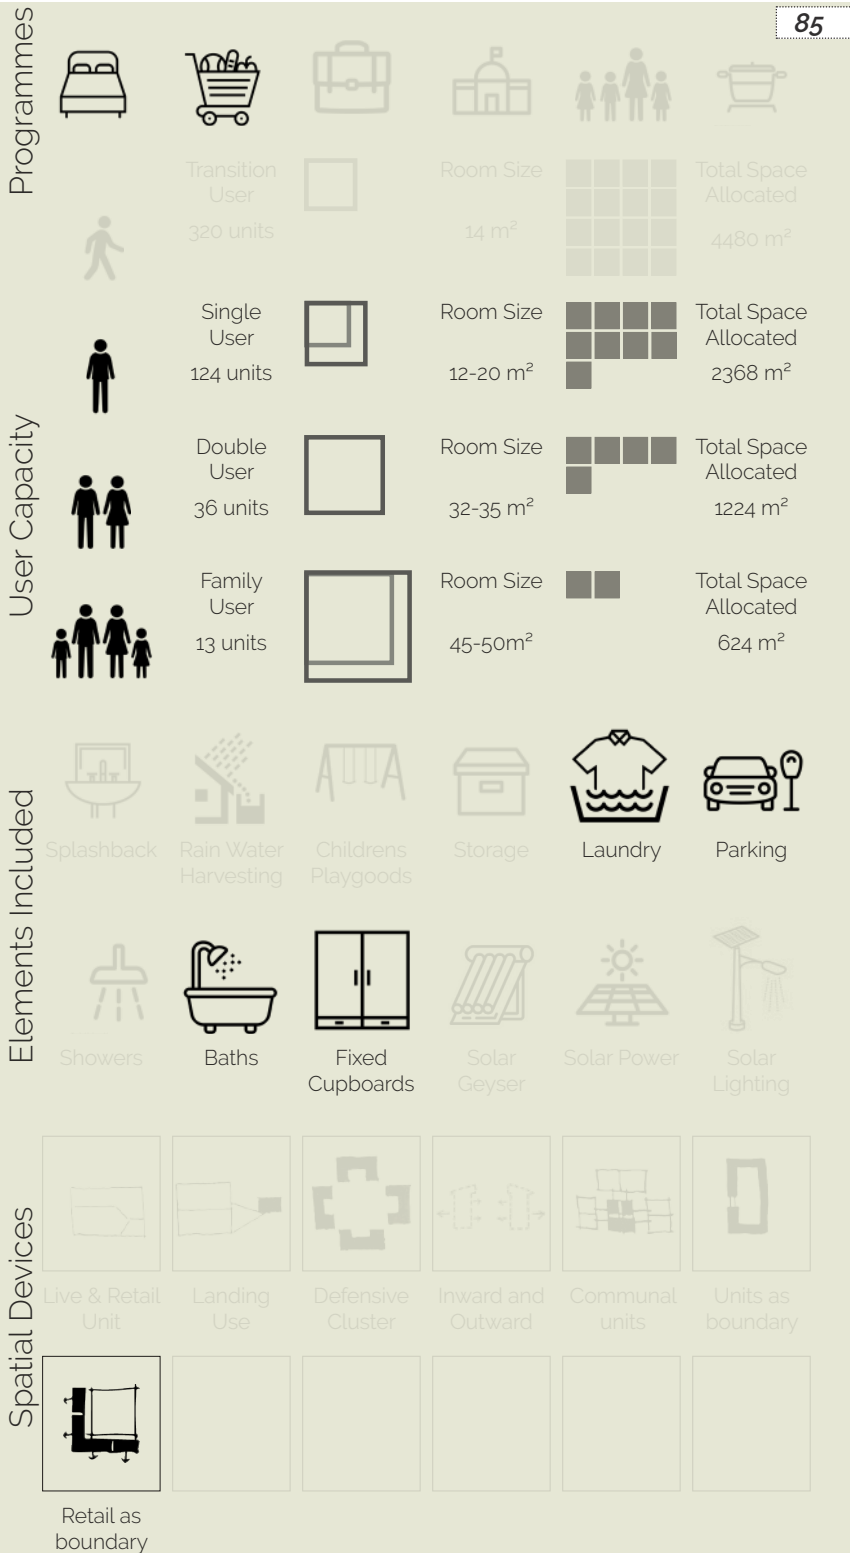 85
Programmes
Transition
User
320 units
Room Size
14 m²
Total Space
Allocated
4480 m²
User Capacity
Single
User
124 units
Room Size
12-20 m²
Total Space
Allocated
2368 m²
Double
User
36 units
Room Size
32-35 m²
Total Space
Allocated
1224 m²
Family
User
13 units
Room Size
45-50m²
Total Space
Allocated
624 m²
Elements Included
Splashback
Rain Water
Harvesting
Childrens
Playgoods
Storage
Laundry
Parking
Showers
Baths
Fixed
Cupboards
Solar
Geyser
Solar Power
Solar
Lighting
Spatial Devices
Live & Retail
Unit
Landing
Use
Defensive
Cluster
Inward and
Outward
Communal
units
Units as
boundary
Retail as
boundary